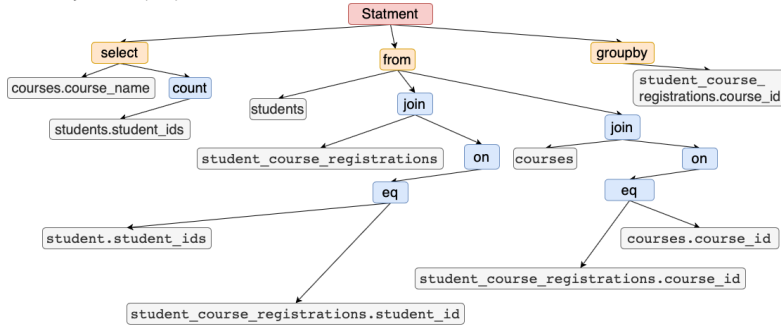 Statment
select
from
groupby
courses.course_name
count
students
join
student_course_
registrations.course_id
students.student_ids
join
student_course_registrations
on
courses
on
eq
eq
student.student_ids
courses.course_id
student_course_registrations.course_id
student_course_registrations.student_id